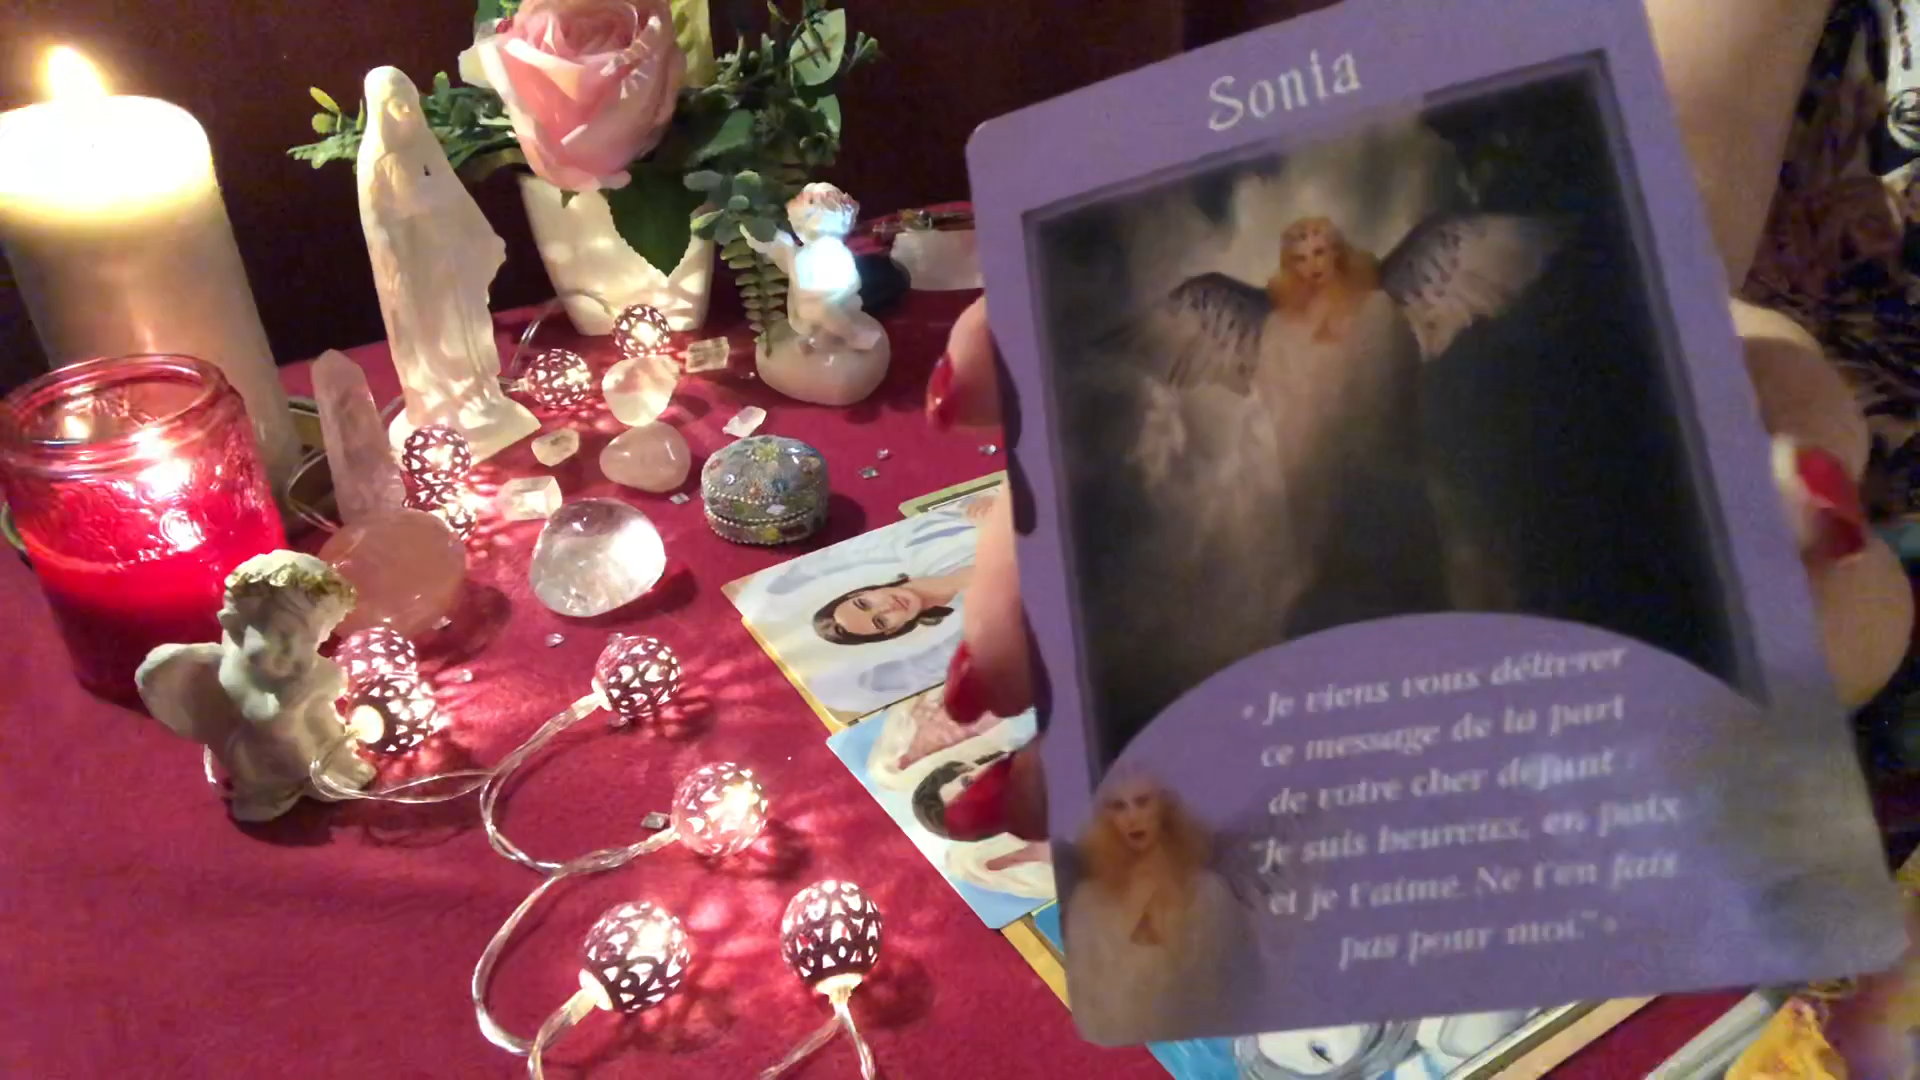 Sonia
« Je viens vous délivrer
ce message de la part
de votre cher défunt :
"Je suis heureux, en paix
et je t'aime. Ne t'en fais
pas pour moi." »